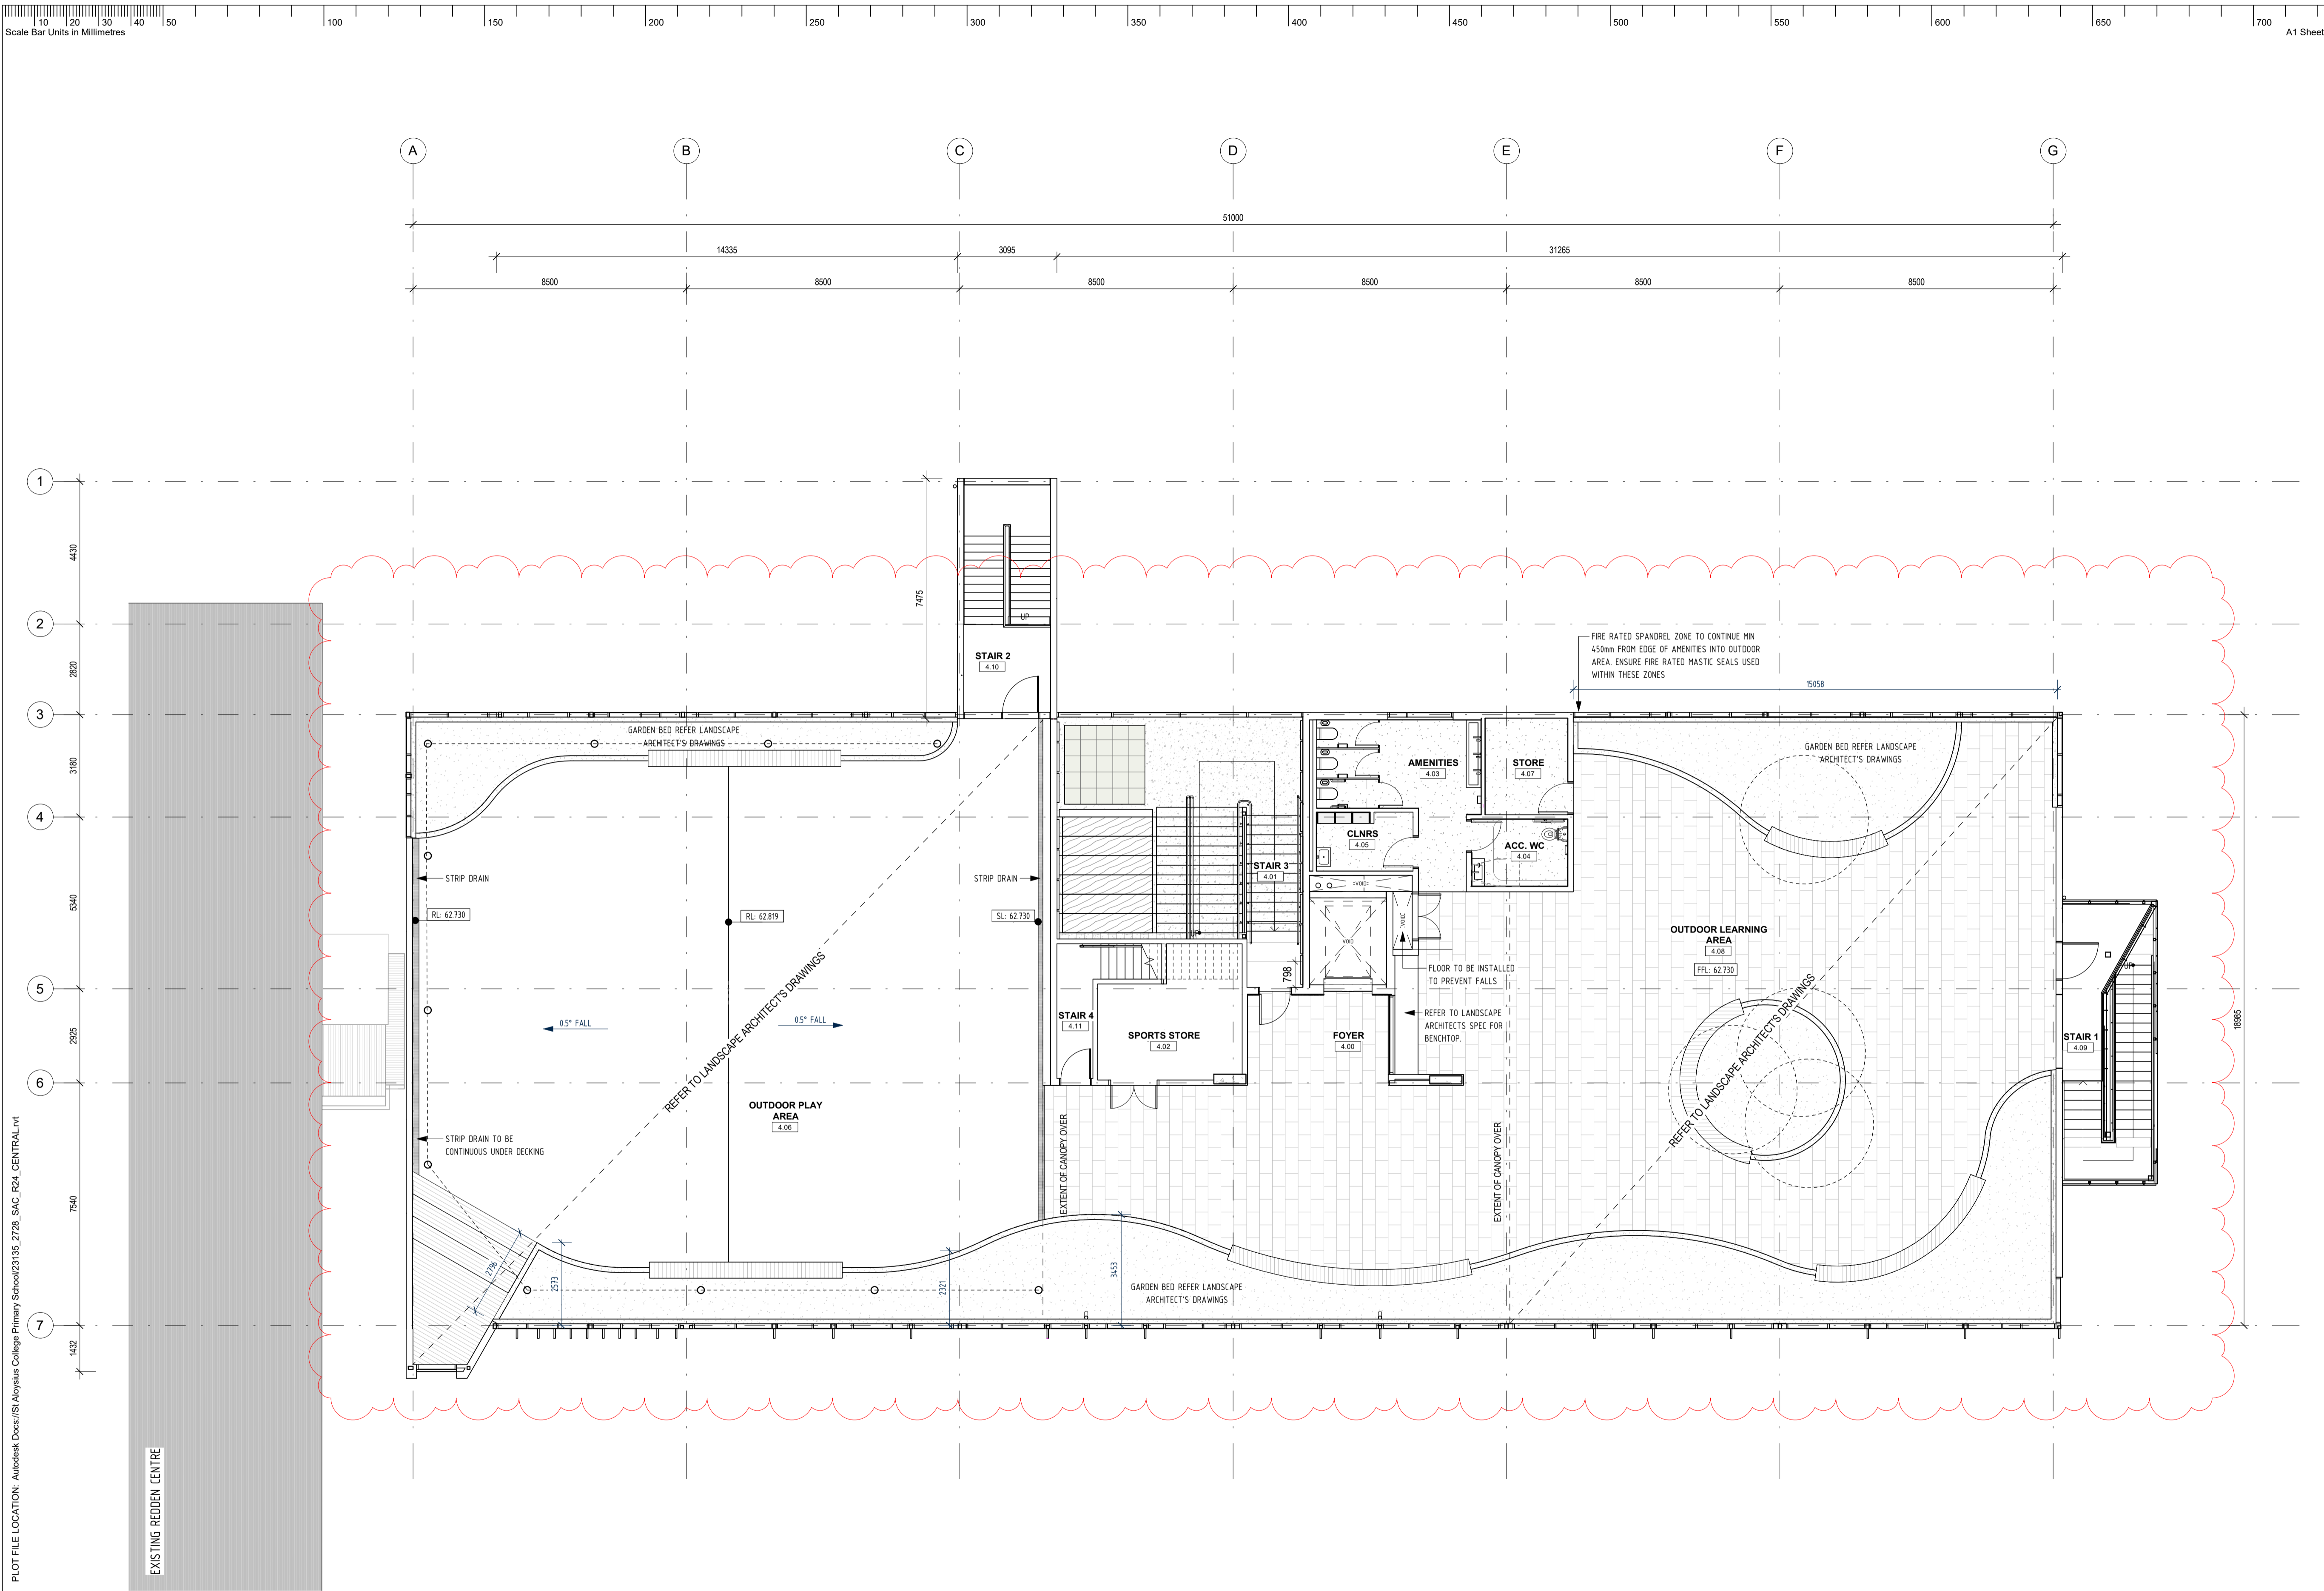 10 20 30 40 50 100 150 200 250 300 350 400 450 500 550 600 650 700
Scale Bar Units in Millimetres
A1 Sheet
A B C D E F G
51000
14335 3095 31265
8500 8500 8500 8500 8500 8500
1
4430
2
2820
3
3180
4
5340
5
2925
6
7540
7
1432
7475
UP
STAIR 2
4.10
FIRE RATED SPANDREL ZONE TO CONTINUE MIN
450mm FROM EDGE OF AMENITIES INTO OUTDOOR
AREA. ENSURE FIRE RATED MASTIC SEALS USED
WITHIN THESE ZONES
15058
GARDEN BED REFER LANDSCAPE
ARCHITECT'S DRAWINGS
GARDEN BED REFER LANDSCAPE
ARCHITECT'S DRAWINGS
AMENITIES
4.03
STORE
4.07
CLNRS
4.05
ACC. WC
4.04
STAIR 3
4.01
VOID
VOID
VOID
UP
STRIP DRAIN
STRIP DRAIN
RL: 62.730
RL: 62.819
SL: 62.730
OUTDOOR LEARNING
AREA
4.08
FFL: 62.730
FLOOR TO BE INSTALLED
TO PREVENT FALLS
798
REFER TO LANDSCAPE
ARCHITECTS SPEC FOR
BENCHTOP.
0.5° FALL
0.5° FALL
REFER TO LANDSCAPE ARCHITECT'S DRAWINGS
REFER TO LANDSCAPE ARCHITECT'S DRAWINGS
STAIR 4
4.11
SPORTS STORE
4.02
FOYER
4.00
UP
STAIR 1
4.09
18985
OUTDOOR PLAY
AREA
4.06
STRIP DRAIN TO BE
CONTINUOUS UNDER DECKING
EXTENT OF CANOPY OVER
EXTENT OF CANOPY OVER
2796
2573
2321
3453
GARDEN BED REFER LANDSCAPE
ARCHITECT'S DRAWINGS
EXISTING REDDEN CENTRE
PLOT FILE LOCATION: Autodesk Docs://St Aloysius College Primary School/23135_2728_SAC_R24_CENTRAL.rvt